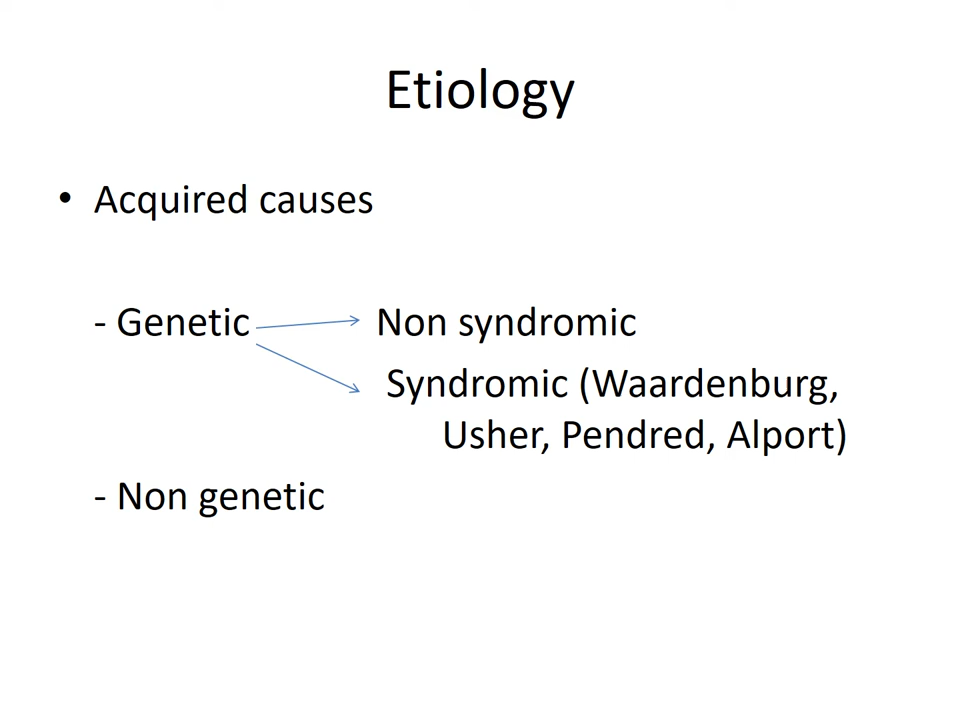 Etiology
• Acquired causes
- Genetic Non syndromic
Syndromic (Waardenburg,
Usher, Pendred, Alport)
- Non genetic